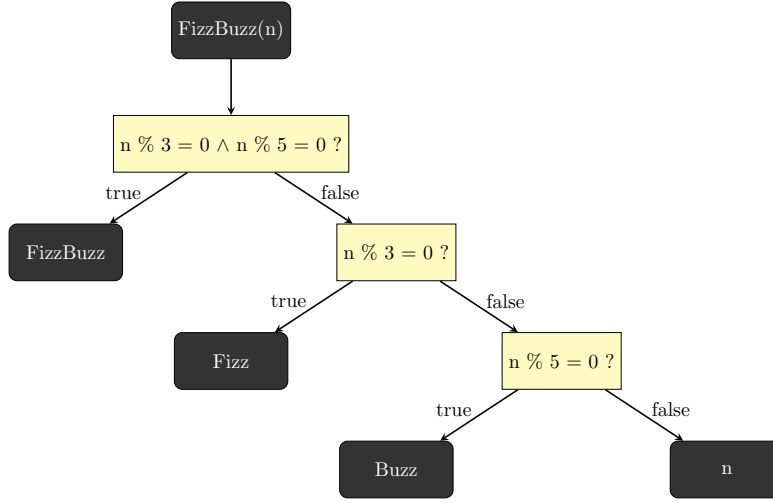 FizzBuzz(n)
n % 3 = 0 ∧ n % 5 = 0 ?
true
false
FizzBuzz
n % 3 = 0 ?
true
false
Fizz
n % 5 = 0 ?
true
false
Buzz
n